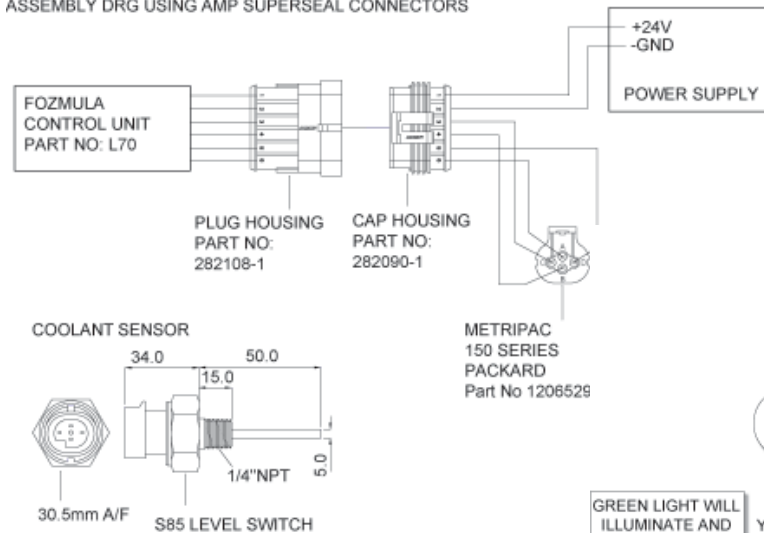 ASSEMBLY DRG USING AMP SUPERSEAL CONNECTORS
+24V
-GND
POWER SUPPLY
FOZMULA
CONTROL UNIT
PART NO: L70
PLUG HOUSING
PART NO:
282108-1
CAP HOUSING
PART NO:
282090-1
METRIPAC
150 SERIES
PACKARD
Part No 1206529
COOLANT SENSOR
34.0
50.0
15.0
5.0
1/4"NPT
30.5mm A/F
S85 LEVEL SWITCH
GREEN LIGHT WILL
ILLUMINATE AND
Y